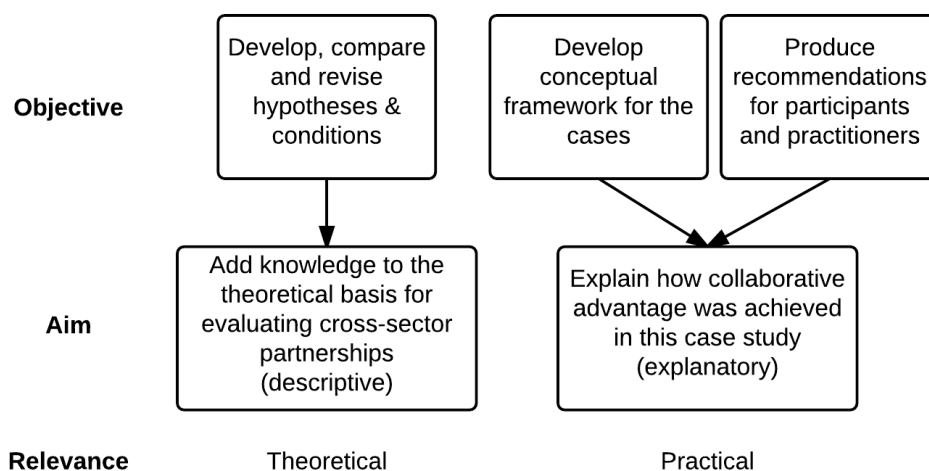 Objective
Develop, compare
and revise
hypotheses &
conditions
Develop
conceptual
framework for the
cases
Produce
recommendations
for participants
and practitioners
Aim
Add knowledge to the
theoretical basis for
evaluating cross-sector
partnerships
(descriptive)
Explain how collaborative
advantage was achieved
in this case study
(explanatory)
Relevance
Theoretical
Practical